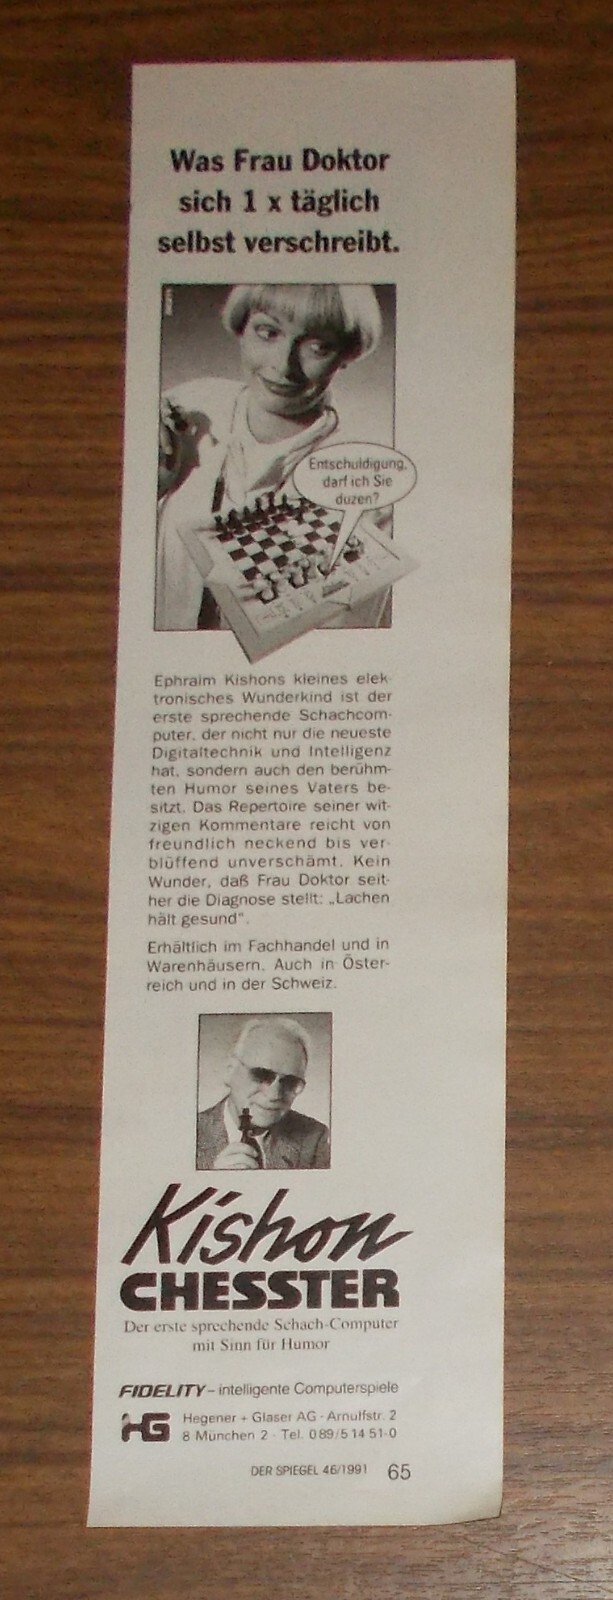 Was Frau Doktor
sich 1 x täglich
selbst verschreibt.
Entschuldigung,
darf ich Sie
duzen?
Ephraim Kishons kleines elek-
tronisches Wunderkind ist der
erste sprechende Schachcom-
puter, der nicht nur die neueste
Digitaltechnik und Intelligenz
hat, sondern auch den berühm-
ten Humor seines Vaters be-
sitzt. Das Repertoire seiner wit-
zigen Kommentare reicht von
freundlich neckend bis ver-
blüffend unverschämt. Kein
Wunder, daß Frau Doktor seit-
her die Diagnose stellt: „Lachen
hält gesund“.
Erhältlich im Fachhandel und in
Warenhäusern. Auch in Öster-
reich und in der Schweiz.
Kishon
CHESSTER
Der erste sprechende Schach-Computer
mit Sinn für Humor
FIDELITY – intelligente Computerspiele
HG Hegener + Glaser AG · Arnulfstr. 2
8 München 2 · Tel. 089/5 14 51-0
DER SPIEGEL 46/1991 65